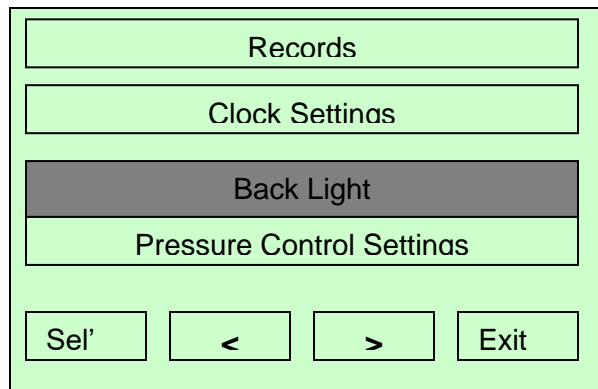 Records
Clock Settings
Back Light
Pressure Control Settings
Sel' < > Exit